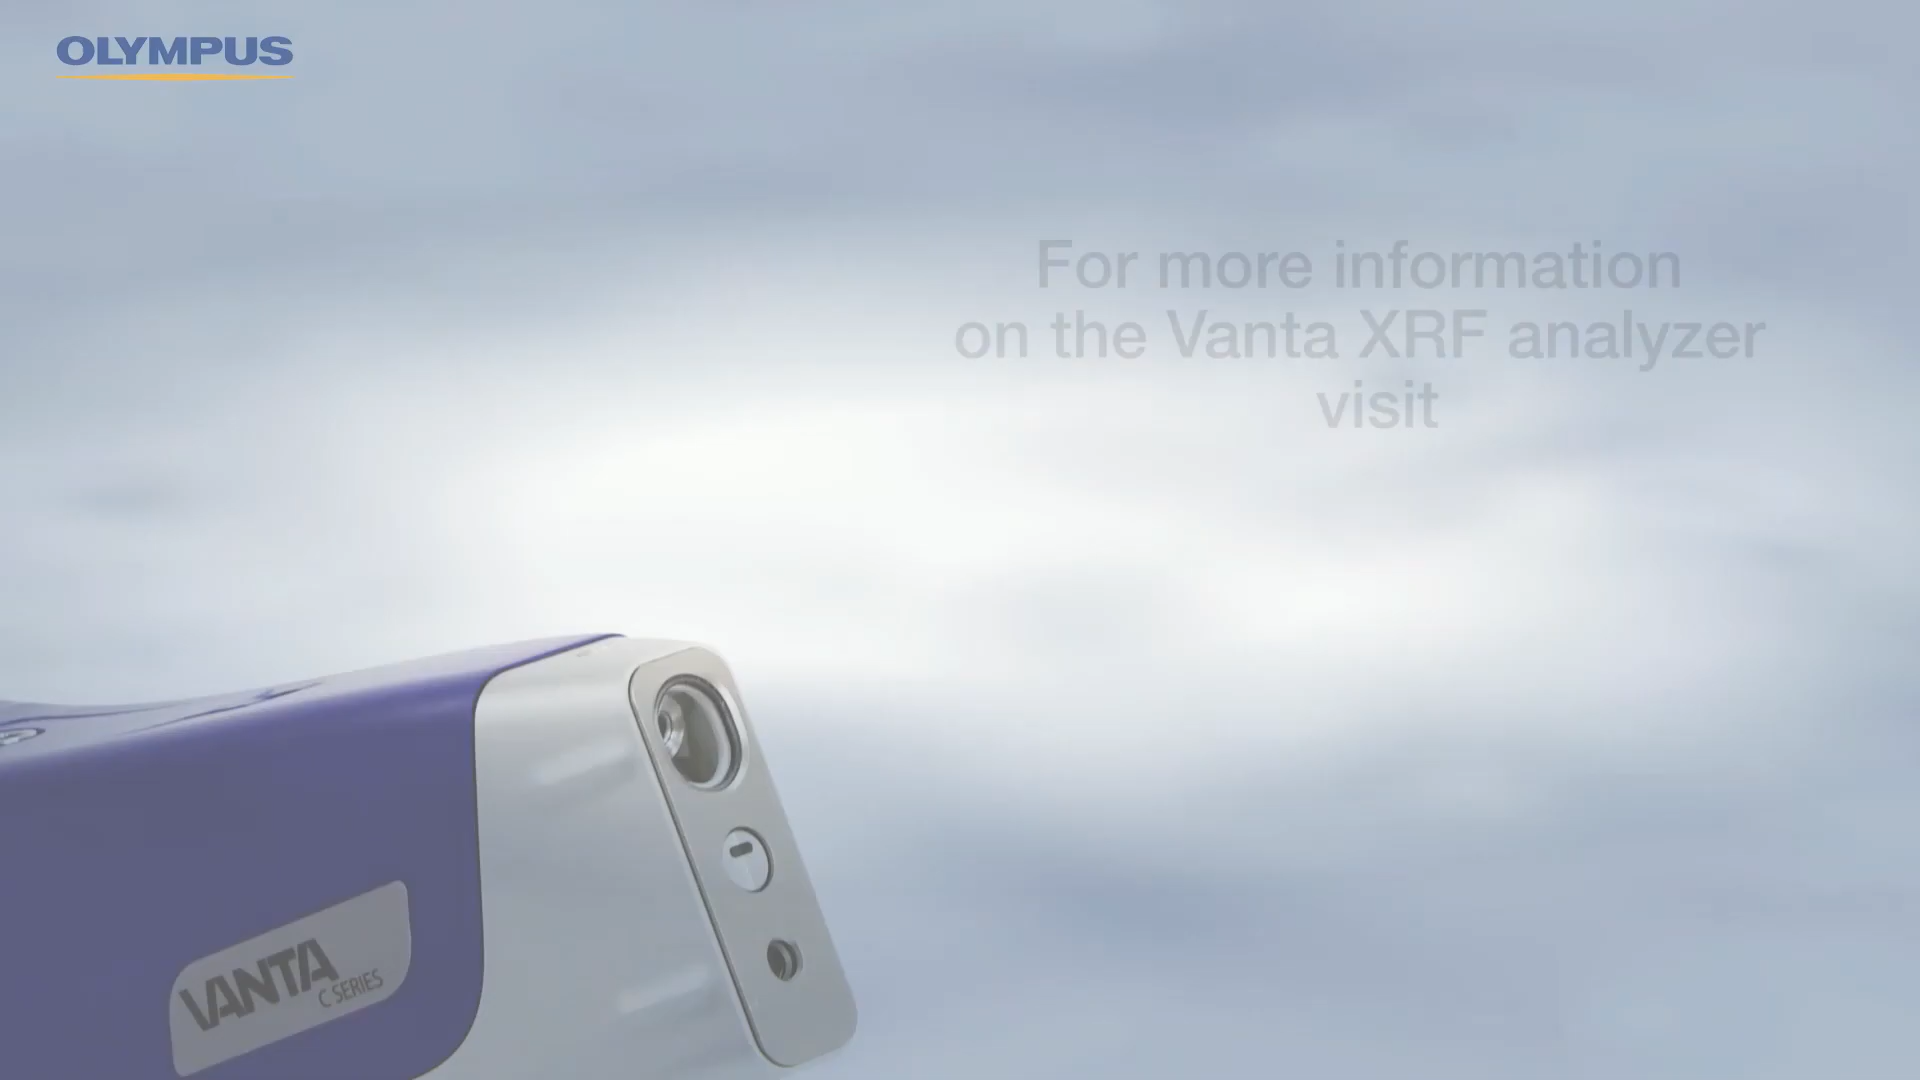 OLYMPUS
For more information
on the Vanta XRF analyzer
visit
VANTA
C SERIES